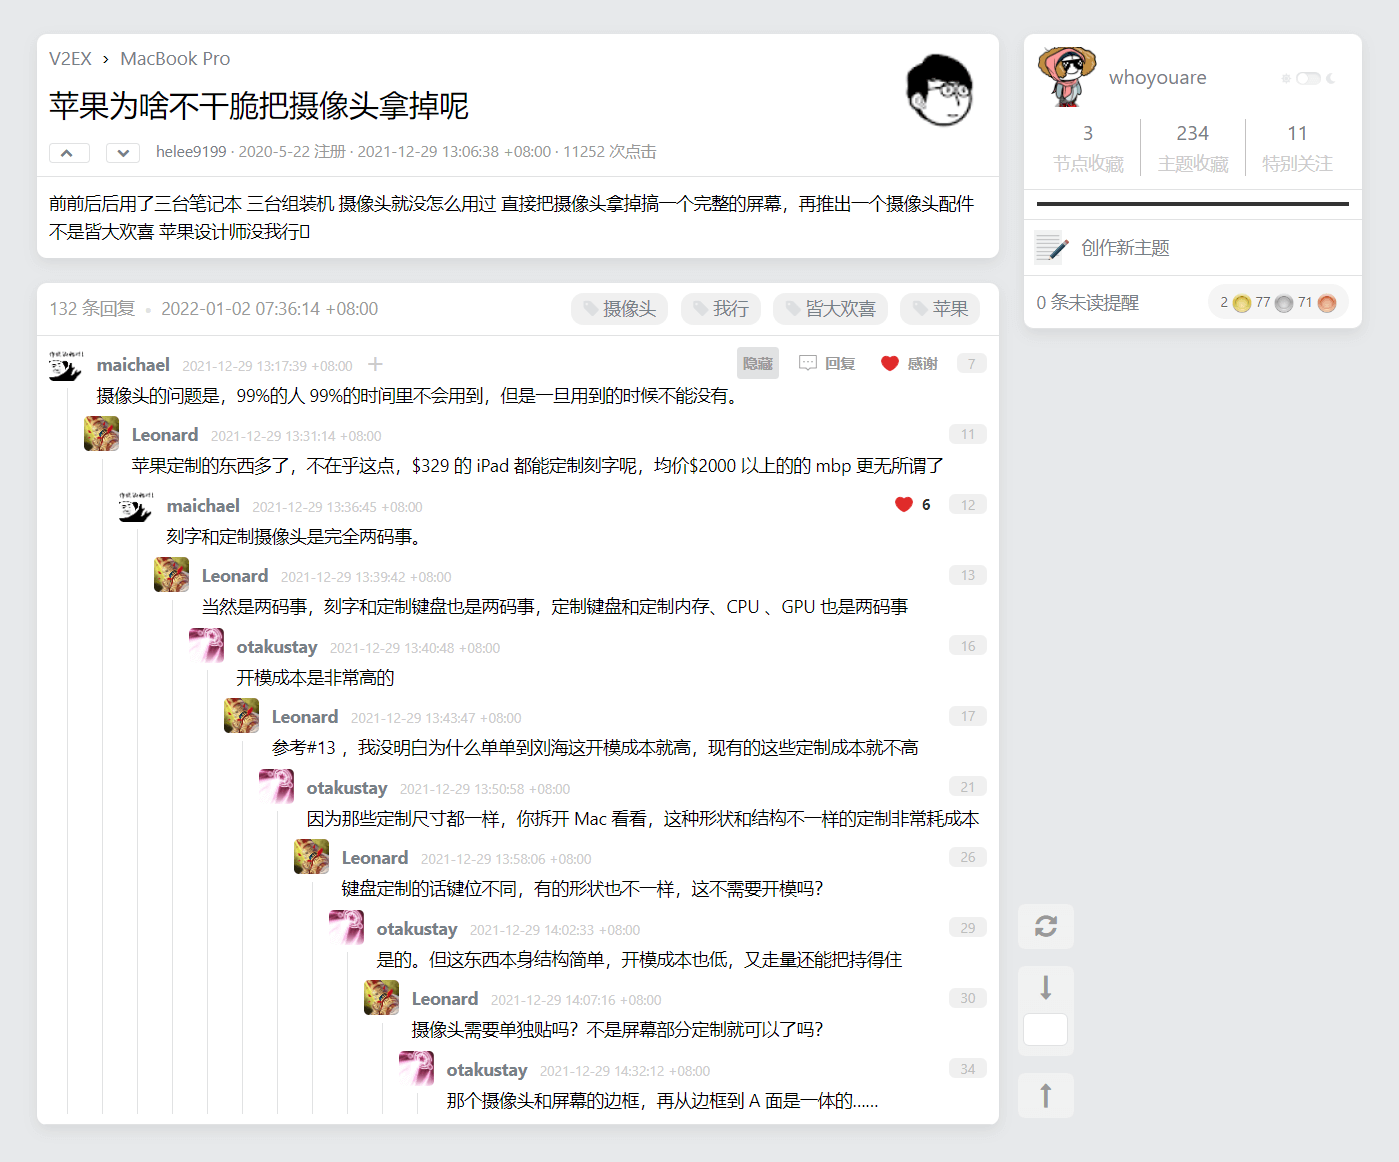 V2EX › MacBook Pro
苹果为啥不干脆把摄像头拿掉呢
helee9199 · 2020-5-22 注册 · 2021-12-29 13:06:38 +08:00 · 11252 次点击
前前后后用了三台笔记本 三台组装机 摄像头就没怎么用过 直接把摄像头拿掉搞一个完整的屏幕，再推出一个摄像头配件
不是皆大欢喜 苹果设计师没我行
132 条回复 2022-01-02 07:36:14 +08:00 摄像头 我行 皆大欢喜 苹果
maichael 2021-12-29 13:17:39 +08:00 隐藏 回复 感谢 7
摄像头的问题是，99%的人 99%的时间里不会用到，但是一旦用到的时候不能没有。
Leonard 2021-12-29 13:31:14 +08:00 11
苹果定制的东西多了，不在乎这点，$329 的 iPad 都能定制刻字呢，均价$2000 以上的的 mbp 更无所谓了
maichael 2021-12-29 13:36:45 +08:00 6 12
刻字和定制摄像头是完全两码事。
Leonard 2021-12-29 13:39:42 +08:00 13
当然是两码事，刻字和定制键盘也是两码事，定制键盘和定制内存、CPU 、GPU 也是两码事
otakustay 2021-12-29 13:40:48 +08:00 16
开模成本是非常高的
Leonard 2021-12-29 13:43:47 +08:00 17
参考#13 ，我没明白为什么单单到刘海这开模成本就高，现有的这些定制成本就不高
otakustay 2021-12-29 13:50:58 +08:00 21
因为那些定制尺寸都一样，你拆开 Mac 看看，这种形状和结构不一样的定制非常耗成本
Leonard 2021-12-29 13:58:06 +08:00 26
键盘定制的话键位不同，有的形状也不一样，这不需要开模吗？
otakustay 2021-12-29 14:02:33 +08:00 29
是的。但这东西本身结构简单，开模成本也低，又走量还能把持得住
Leonard 2021-12-29 14:07:16 +08:00 30
摄像头需要单独贴吗？不是屏幕部分定制就可以了吗？
otakustay 2021-12-29 14:32:12 +08:00 34
那个摄像头和屏幕的边框，再从边框到 A 面是一体的……
whoyouare
3 234 11
节点收藏 主题收藏 特别关注
创作新主题
0 条未读提醒 2 77 71